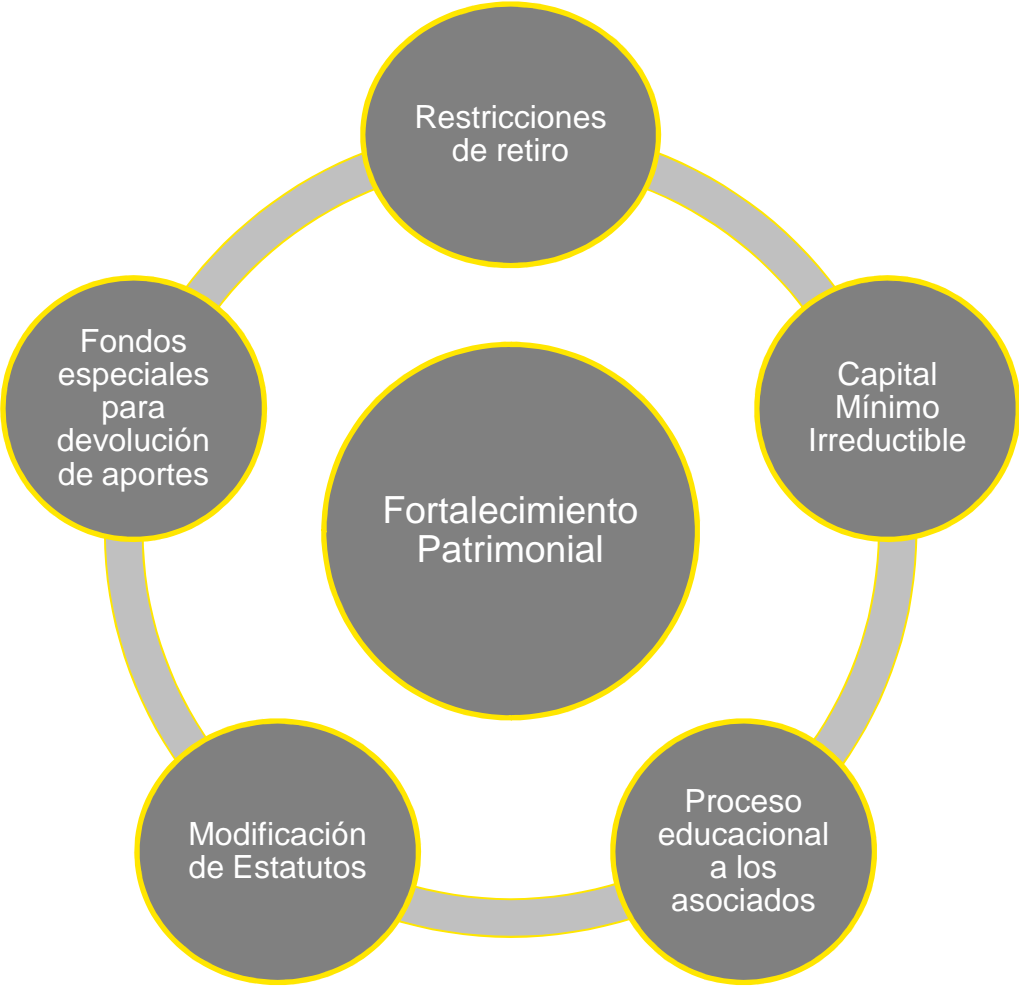 Restricciones
de retiro
Fondos
especiales
para
devolución
de aportes
Capital
Mínimo
Irreductible
Fortalecimiento
Patrimonial
Modificación
de Estatutos
Proceso
educacional
a los
asociados